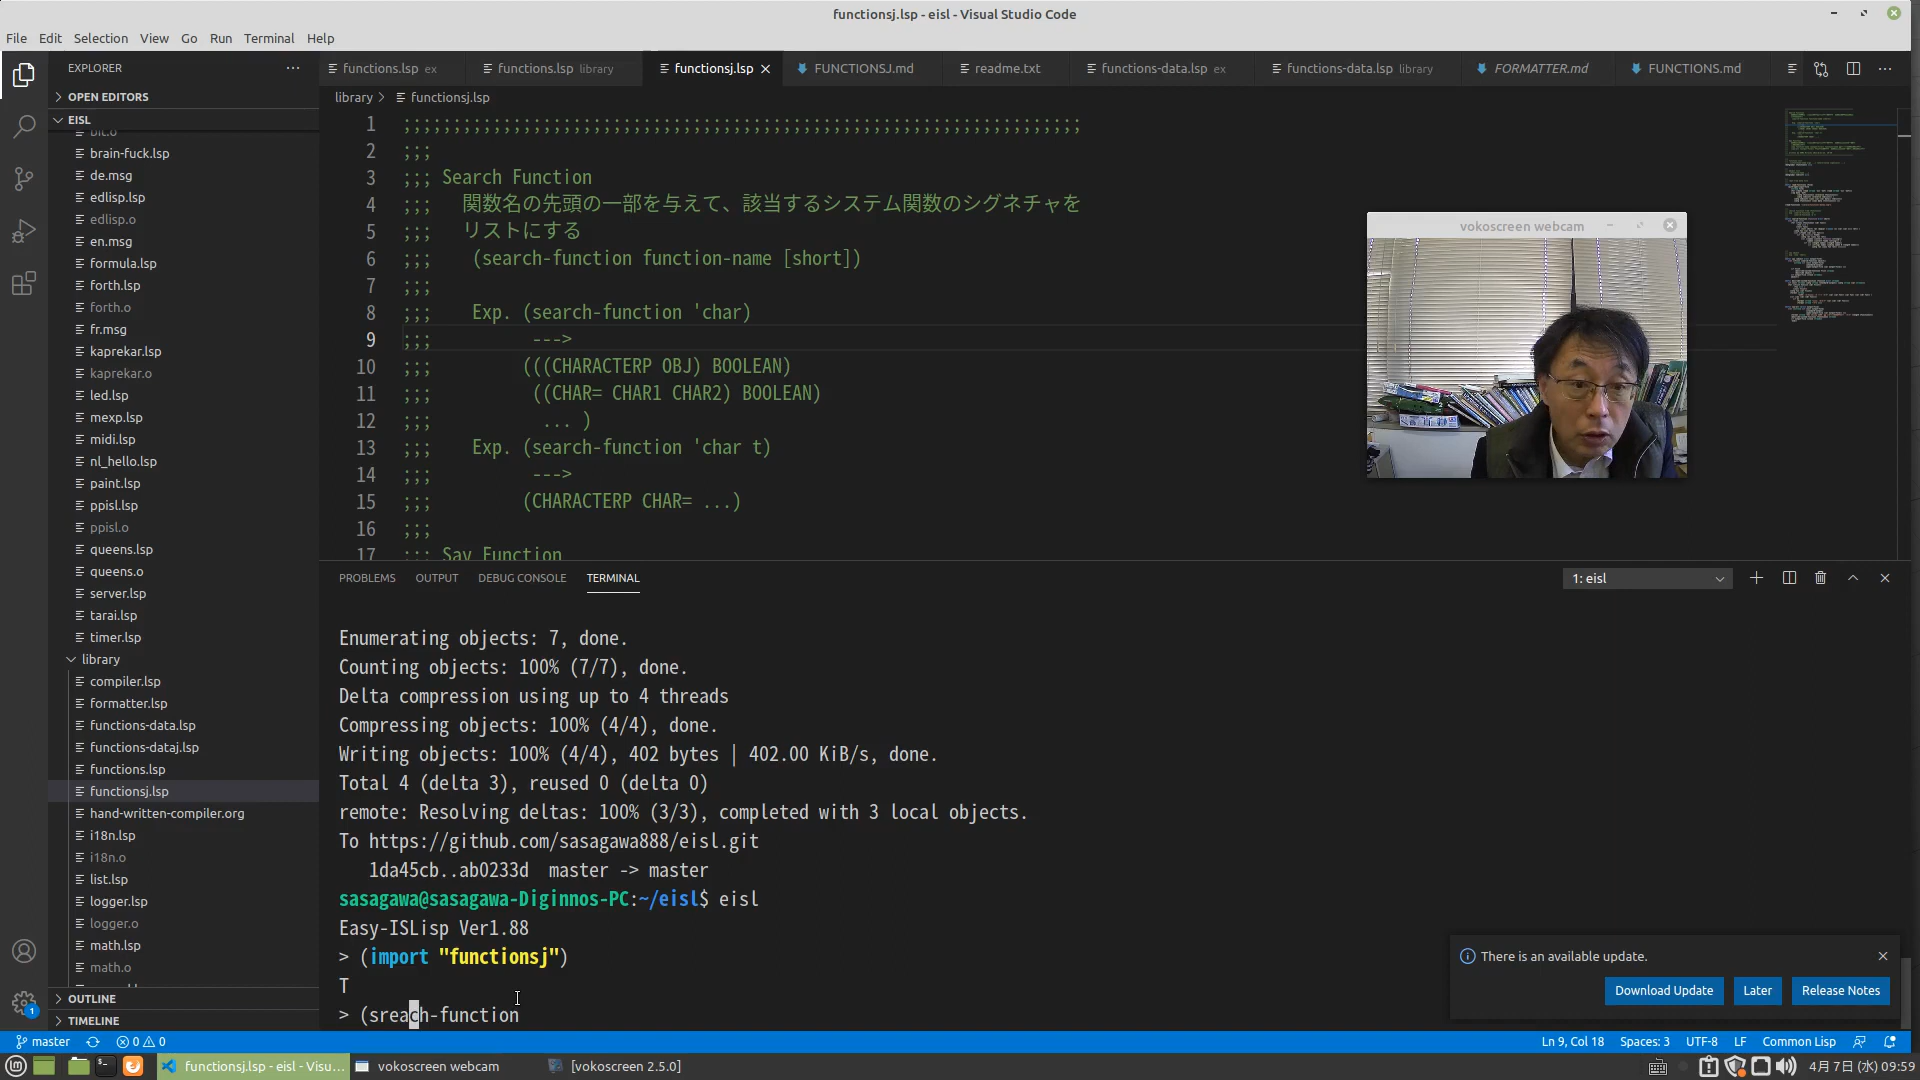 functionsj.lsp - eisl - Visual Studio Code
File Edit Selection View Go Run Terminal Help
EXPLORER
OPEN EDITORS
EISL
bit.o
brain-fuck.lsp
de.msg
edlisp.lsp
edlisp.o
en.msg
formula.lsp
forth.lsp
forth.o
fr.msg
kaprekar.lsp
kaprekar.o
led.lsp
mexp.lsp
midi.lsp
nl_hello.lsp
paint.lsp
ppisl.lsp
ppisl.o
queens.lsp
queens.o
server.lsp
tarai.lsp
timer.lsp
library
compiler.lsp
formatter.lsp
functions-data.lsp
functions-dataj.lsp
functions.lsp
functionsj.lsp
hand-written-compiler.org
i18n.lsp
i18n.o
list.lsp
logger.lsp
logger.o
math.lsp
math.o
OUTLINE
TIMELINE
functions.lsp ex
functions.lsp library
functionsj.lsp
FUNCTIONSJ.md
readme.txt
functions-data.lsp ex
functions-data.lsp library
FORMATTER.md
FUNCTIONS.md
library > functionsj.lsp
1 ;;;;;;;;;;;;;;;;;;;;;;;;;;;;;;;;;;;;;;;;;;;;;;;;;;;;;;;;;;;;;;;;;;;;
2 ;;;
3 ;;; Search Function
4 ;;; 関数名の先頭の一部を与えて、該当するシステム関数のシグネチャを
5 ;;; リストにする
6 ;;; (search-function function-name [short])
7 ;;;
8 ;;; Exp. (search-function 'char)
9 ;;; --->
10 ;;; (((CHARACTERP OBJ) BOOLEAN)
11 ;;; ((CHAR= CHAR1 CHAR2) BOOLEAN)
12 ;;; ... )
13 ;;; Exp. (search-function 'char t)
14 ;;; --->
15 ;;; (CHARACTERP CHAR= ...)
16 ;;;
17 ;;; Say Function
vokoscreen webcam
PROBLEMS OUTPUT DEBUG CONSOLE TERMINAL
1: eisl
Enumerating objects: 7, done.
Counting objects: 100% (7/7), done.
Delta compression using up to 4 threads
Compressing objects: 100% (4/4), done.
Writing objects: 100% (4/4), 402 bytes | 402.00 KiB/s, done.
Total 4 (delta 3), reused 0 (delta 0)
remote: Resolving deltas: 100% (3/3), completed with 3 local objects.
To https://github.com/sasagawa888/eisl.git
1da45cb..ab0233d master -> master
sasagawa@sasagawa-Diginnos-PC:~/eisl$ eisl
Easy-ISLisp Ver1.88
> (import "functionsj")
T
> (sreach-function
There is an available update.
Download Update Later Release Notes
1
master 0 0
Ln 9, Col 18 Spaces: 3 UTF-8 LF Common Lisp
functionsj.lsp - eisl - Visu...
vokoscreen webcam
[vokoscreen 2.5.0]
4月 7日 (水) 09:59